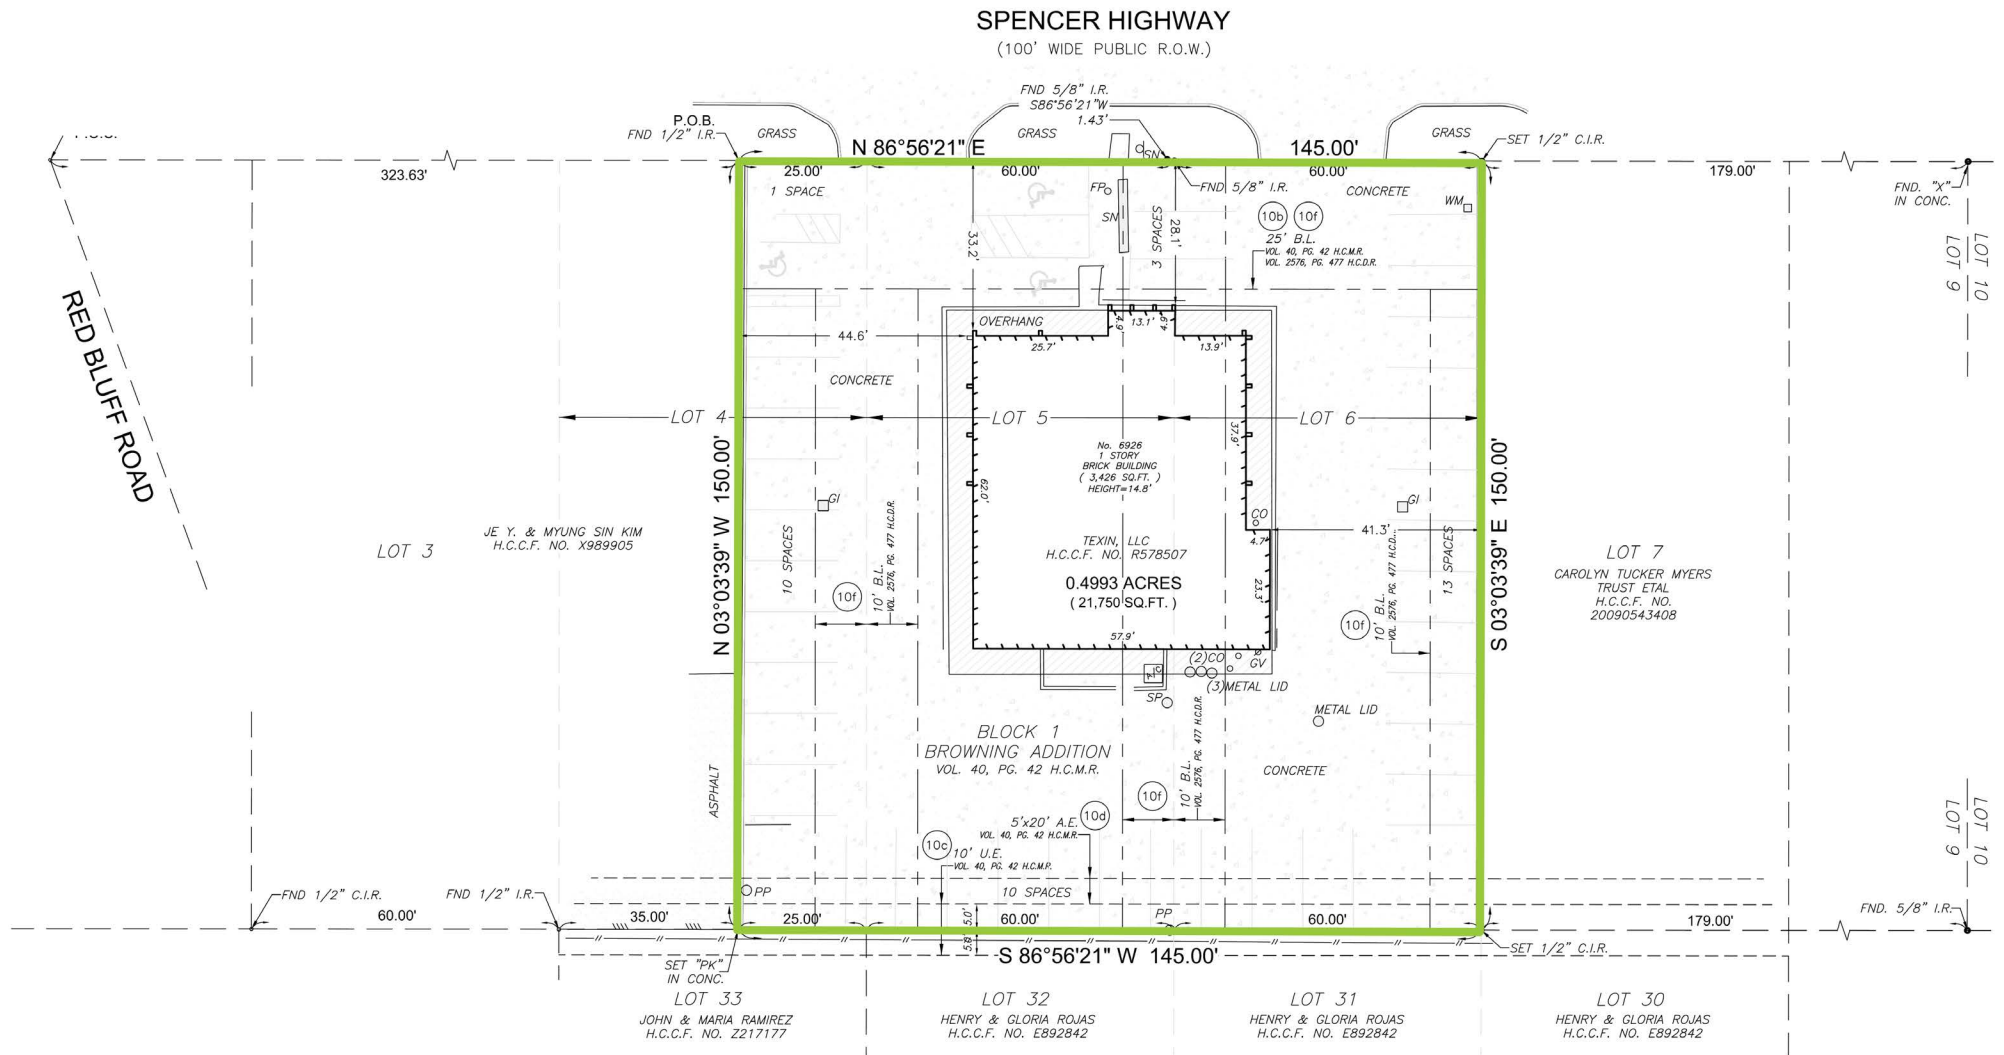 SPENCER HIGHWAY
(100' WIDE PUBLIC R.O.W.)
FND 5/8" I.R.
S86°56'21"W
1.43'
P.O.B.
FND 1/2" I.R.
GRASS
GRASS
GRASS
SET 1/2" C.I.R.
N 86°56'21" E
145.00'
SN
323.63'
25.00'
60.00'
60.00'
179.00'
1 SPACE
FP
FND 5/8" I.R.
CONCRETE
WM
FND. "X"
IN CONC.
SN
3 SPACES
28.1'
33.2'
10b
10f
25' B.L.
VOL. 40, PG. 42 H.C.M.R.
VOL. 2576, PG. 477 H.C.D.R.
LOT 10
LOT 9
RED BLUFF ROAD
OVERHANG
4.9'
13.1'
4.9'
44.6'
25.7'
13.9'
CONCRETE
LOT 4
LOT 5
LOT 6
37.9'
No. 6926
1 STORY
BRICK BUILDING
( 3,426 SQ.FT. )
HEIGHT=14.8'
62.0'
N 03°03'39" W 150.00'
S 03°03'39" E 150.00'
GI
GI
CO
41.3'
4.7'
LOT 3
JE Y. & MYUNG SIN KIM
H.C.C.F. NO. X989905
10 SPACES
10f
10' B.L.
VOL. 2576, PG. 477 H.C.D.R.
TEXIN, LLC
H.C.C.F. NO. R578507
0.4993 ACRES
( 21,750 SQ.FT. )
23.3'
57.9'
10f
10' B.L.
VOL. 2576, PG. 477 H.C.D....
13 SPACES
LOT 7
CAROLYN TUCKER MYERS
TRUST ETAL
H.C.C.F. NO.
20090543408
(2)CO
GV
A/C
(3)METAL LID
SP
METAL LID
BLOCK 1
BROWNING ADDITION
VOL. 40, PG. 42 H.C.M.R.
10' B.L.
VOL. 2576, PG. 477 H.C.D.R.
CONCRETE
ASPHALT
10f
5'x20' A.E.
10d
VOL. 40, PG. 42 H.C.M.R.
10c
10' U.E.
VOL. 40, PG. 42 H.C.M.R.
LOT 10
LOT 9
PP
10 SPACES
FND 1/2" C.I.R.
FND 1/2" I.R.
FND. 5/8" I.R.
60.00'
35.00'
25.00'
5.0'
60.00'
PP
60.00'
179.00'
5.0'
S 86°56'21" W 145.00'
SET 1/2" C.I.R.
SET "PK"
IN CONC.
LOT 33
JOHN & MARIA RAMIREZ
H.C.C.F. NO. Z217177
LOT 32
HENRY & GLORIA ROJAS
H.C.C.F. NO. E892842
LOT 31
HENRY & GLORIA ROJAS
H.C.C.F. NO. E892842
LOT 30
HENRY & GLORIA ROJAS
H.C.C.F. NO. E892842